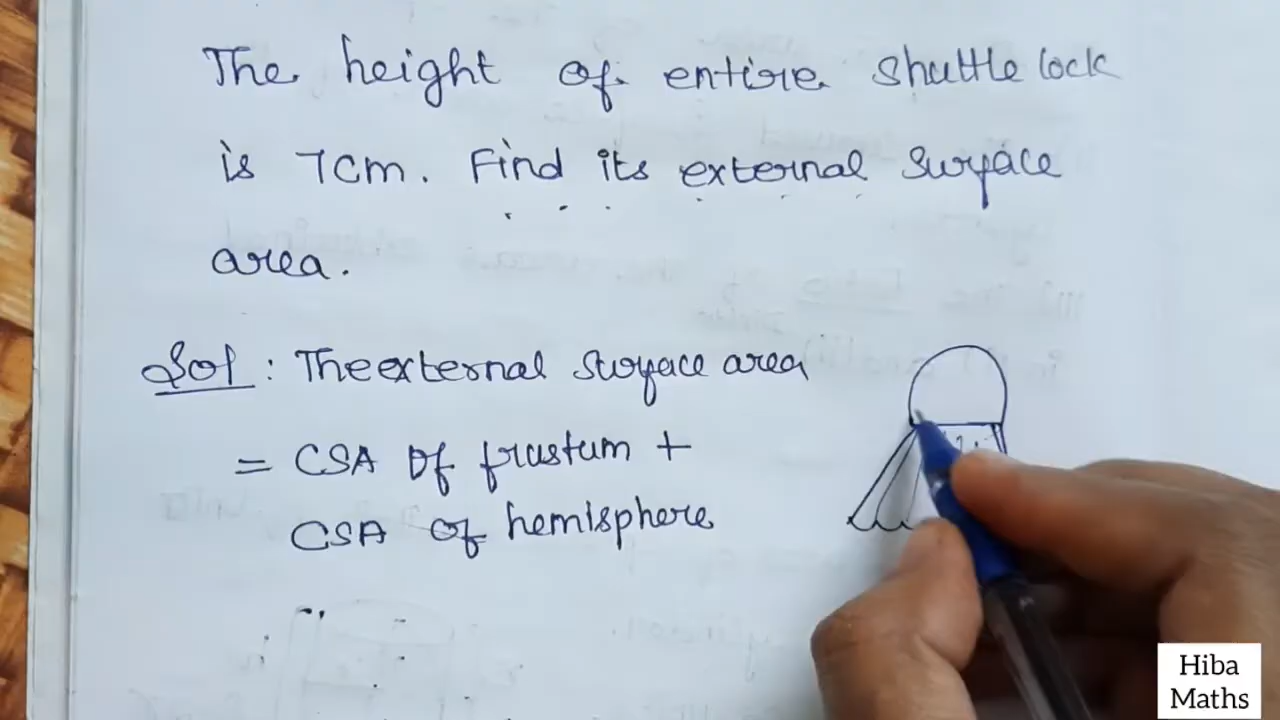 The height of entire shuttle lock
is 7cm. Find its external surface
area.
Sol : The external surface area
= CSA of frustum +
CSA of hemisphere
Hiba
Maths